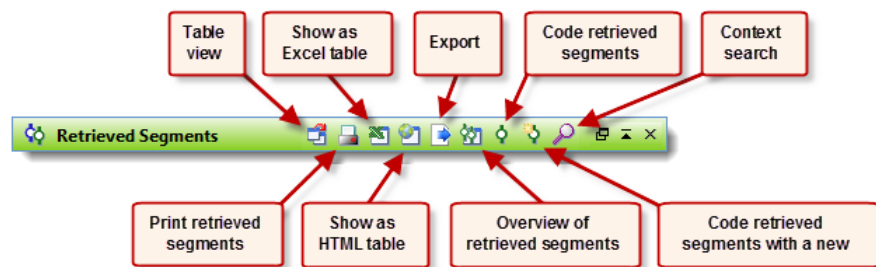 Table
view
Show as
Excel table
Export
Code retrieved
segments
Context
search
Retrieved Segments
Print retrieved
segments
Show as
HTML table
Overview of
retrieved segments
Code retrieved
segments with a new